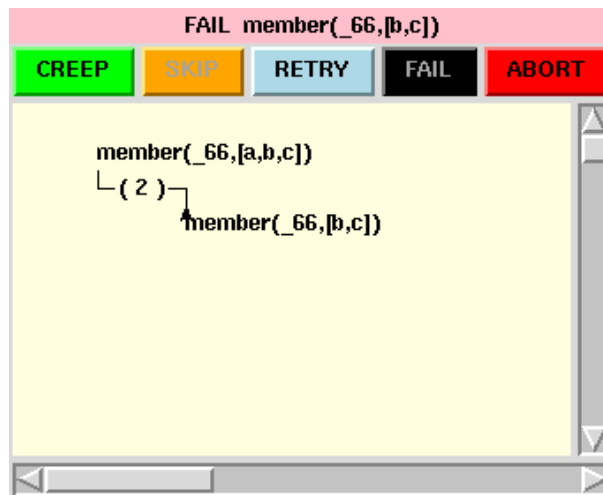 FAIL member(_66,[b,c])
CREEP SKIP RETRY FAIL ABORT
member(_66,[a,b,c])
( 2 )
member(_66,[b,c])